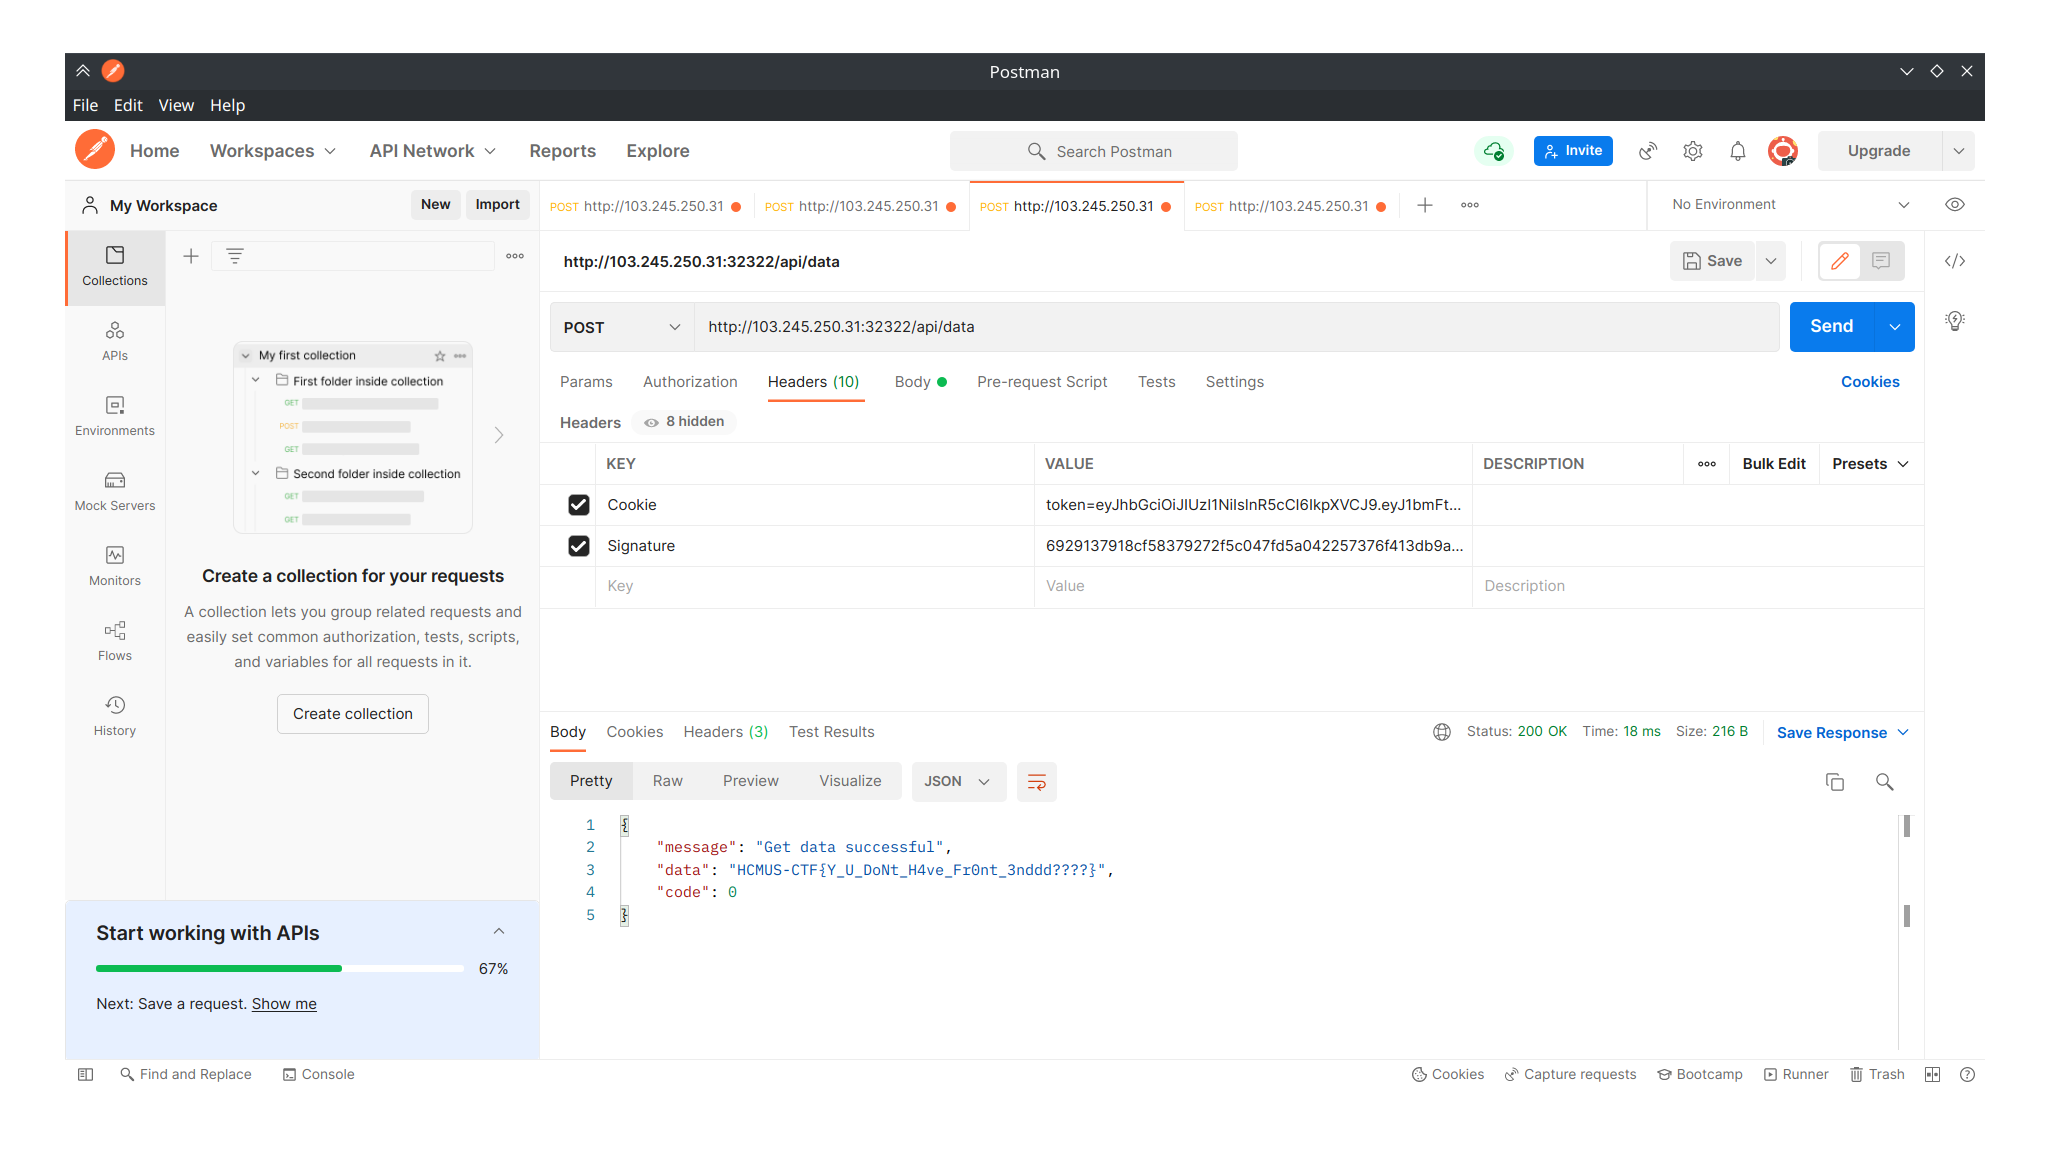 Postman
File Edit View Help
Home Workspaces API Network Reports Explore Search Postman Invite Upgrade
My Workspace New Import
POST http://103.245.250.31 POST http://103.245.250.31 POST http://103.245.250.31 POST http://103.245.250.31 No Environment
Collections
APIs
Environments
Mock Servers
Monitors
Flows
History
My first collection
First folder inside collection
GET
POST
GET
Second folder inside collection
GET
GET
Create a collection for your requests
A collection lets you group related requests and
easily set common authorization, tests, scripts,
and variables for all requests in it.
Create collection
Start working with APIs
67%
Next: Save a request. Show me
http://103.245.250.31:32322/api/data Save
POST http://103.245.250.31:32322/api/data Send
Params Authorization Headers (10) Body Pre-request Script Tests Settings Cookies
Headers 8 hidden
KEY VALUE DESCRIPTION Bulk Edit Presets
Cookie token=eyJhbGciOiJIUzI1NiIsInR5cCI6IkpXVCJ9.eyJ1bmFt...
Signature 6929137918cf58379272f5c047fd5a042257376f413db9a...
Key Value Description
Body Cookies Headers (3) Test Results Status: 200 OK Time: 18 ms Size: 216 B Save Response
Pretty Raw Preview Visualize JSON
1 {
2 "message": "Get data successful",
3 "data": "HCMUS-CTF{Y_U_DoNt_H4ve_Fr0nt_3nddd????}",
4 "code": 0
5 }
Find and Replace Console Cookies Capture requests Bootcamp Runner Trash